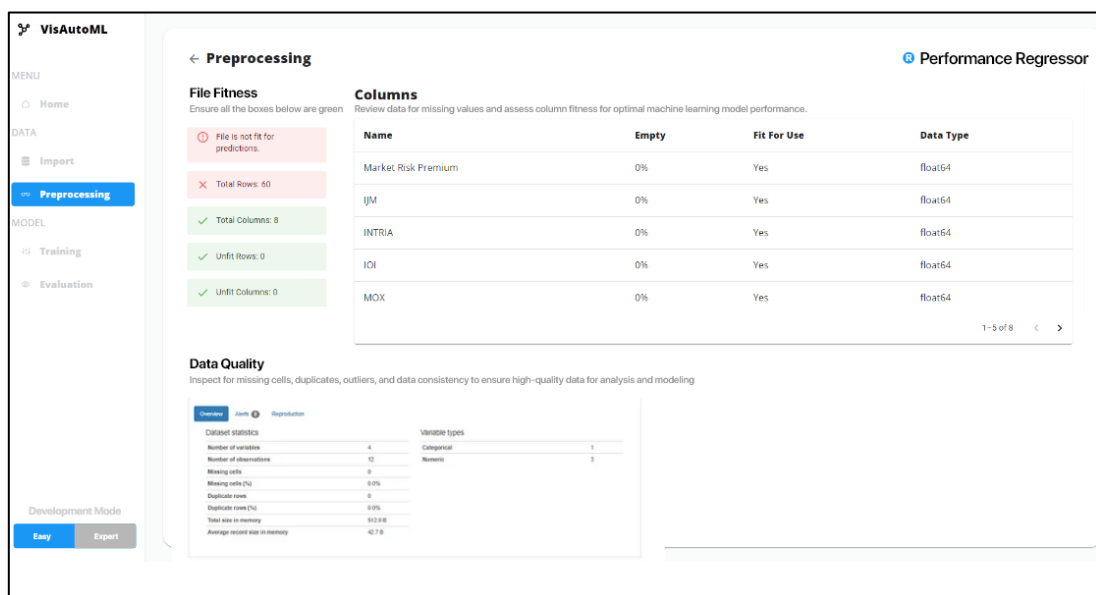 VisAutoML
MENU
Home
DATA
Import
Preprocessing
MODEL
Training
Evaluation
Development Mode
Easy Expert
← Preprocessing
R Performance Regressor
File Fitness
Ensure all the boxes below are green
File is not fit for
predictions.
Total Rows: 60
Total Columns: 8
Unfit Rows: 0
Unfit Columns: 0
Columns
Review data for missing values and assess column fitness for optimal machine learning model performance.
Name Empty Fit For Use Data Type
Market Risk Premium 0% Yes float64
IJM 0% Yes float64
INTRIA 0% Yes float64
IOI 0% Yes float64
MOX 0% Yes float64
1–5 of 8 < >
Data Quality
Inspect for missing cells, duplicates, outliers, and data consistency to ensure high-quality data for analysis and modeling
Overview Alerts Reproduction
Dataset statistics
Number of variables 4
Number of observations 12
Missing cells 0
Missing cells (%) 0.0%
Duplicate rows 0
Duplicate rows (%) 0.0%
Total size in memory 512.0 B
Average record size in memory 42.7 B
Variable types
Categorical 1
Numeric 3